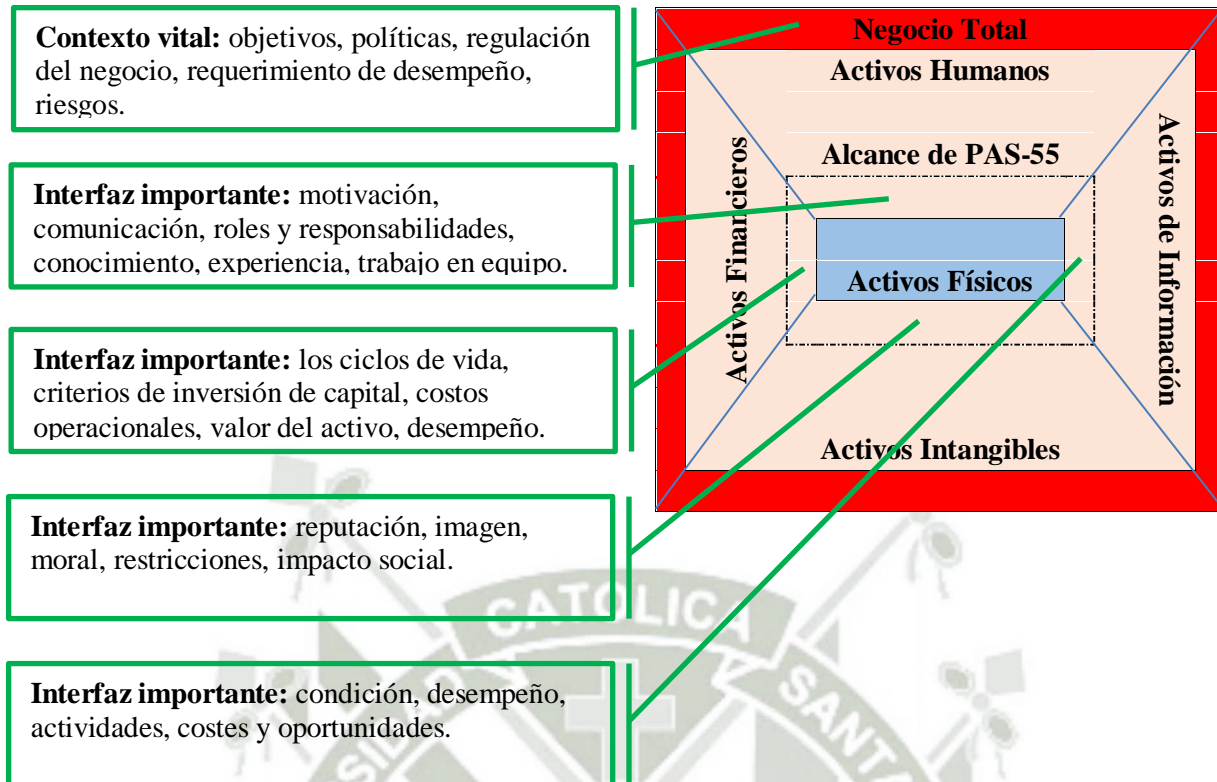 Contexto vital: objetivos, políticas, regulación
del negocio, requerimiento de desempeño,
riesgos.
Interfaz importante: motivación,
comunicación, roles y responsabilidades,
conocimiento, experiencia, trabajo en equipo.
Interfaz importante: los ciclos de vida,
criterios de inversión de capital, costos
operacionales, valor del activo, desempeño.
Interfaz importante: reputación, imagen,
moral, restricciones, impacto social.
Interfaz importante: condición, desempeño,
actividades, costes y oportunidades.
Negocio Total
Activos Humanos
Alcance de PAS-55
Activos Financieros
Activos Físicos
Activos de Información
Activos Intangibles
CATOLICA
SIDAD
SANTA